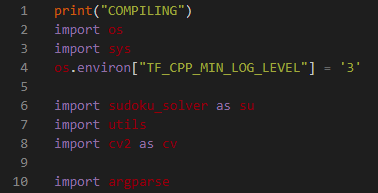 1 print("COMPILING")
2 import os
3 import sys
4 os.environ["TF_CPP_MIN_LOG_LEVEL"] = '3'
5
6 import sudoku_solver as su
7 import utils
8 import cv2 as cv
9
10 import argparse